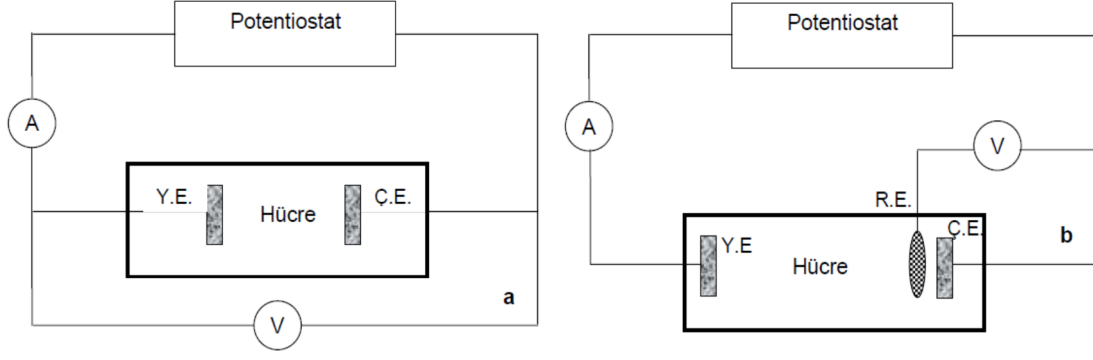 Potentiostat
A
Y.E.
Hücre
Ç.E.
a
V
Potentiostat
A
V
R.E.
Ç.E.
Y.E
Hücre
b